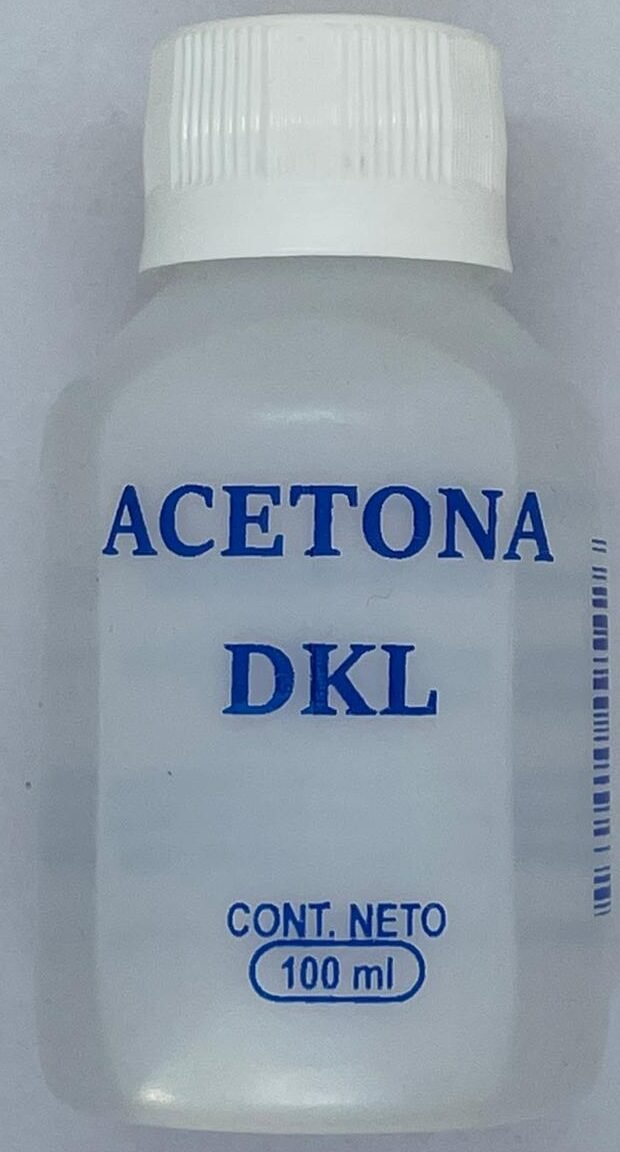 ACETONA
DKL
CONT. NETO
100 ml